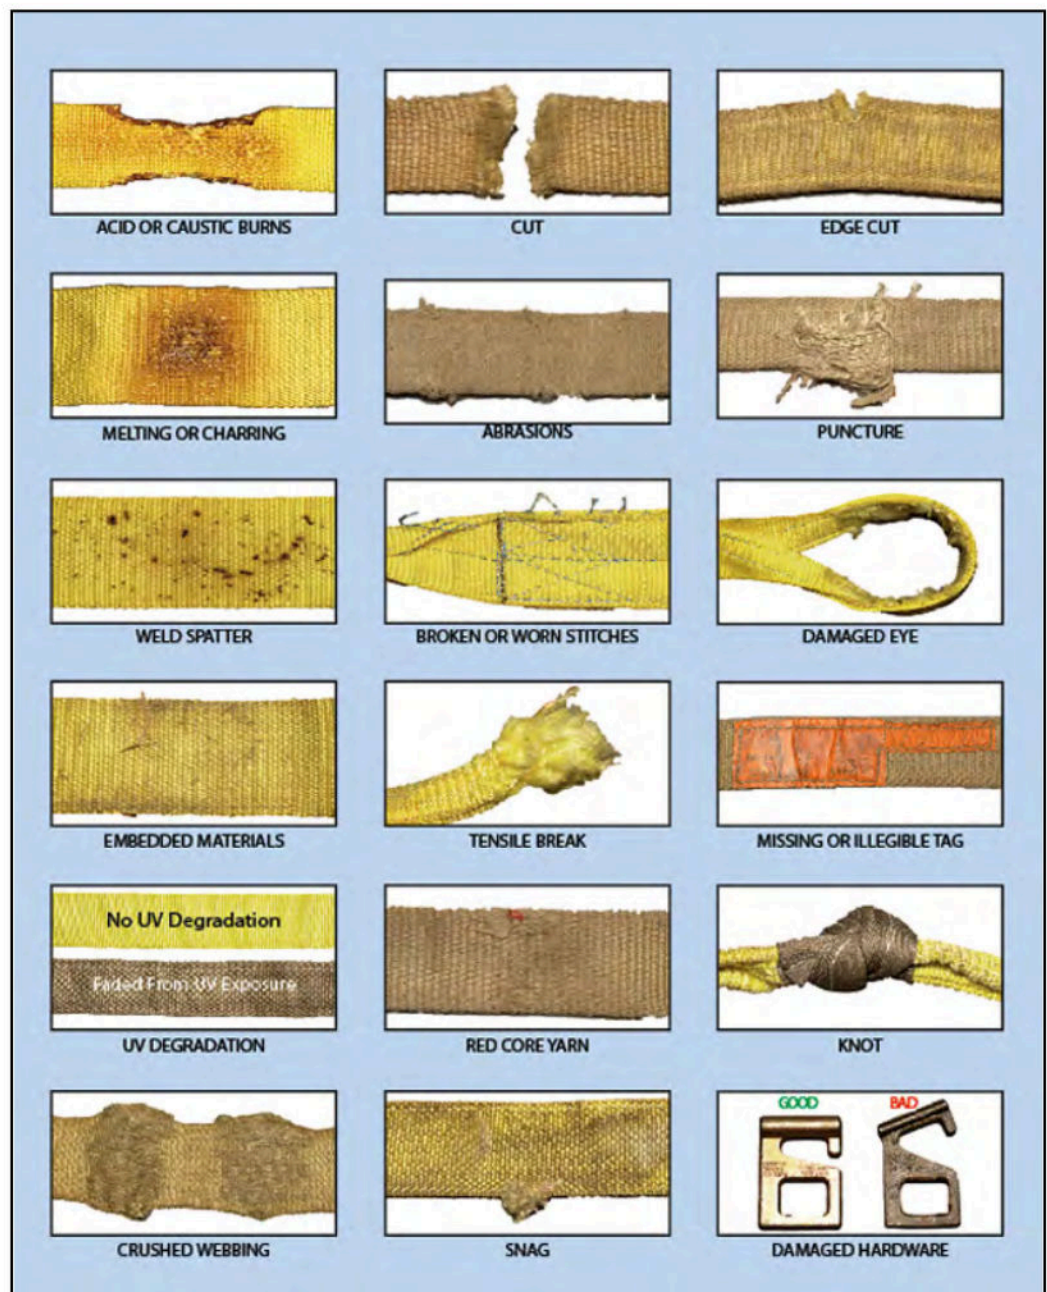 ACID OR CAUSTIC BURNS
CUT
EDGE CUT
MELTING OR CHARRING
ABRASIONS
PUNCTURE
WELD SPATTER
BROKEN OR WORN STITCHES
DAMAGED EYE
EMBEDDED MATERIALS
TENSILE BREAK
MISSING OR ILLEGIBLE TAG
No UV Degradation
Faded From UV Exposure
UV DEGRADATION
RED CORE YARN
KNOT
GOOD
BAD
CRUSHED WEBBING
SNAG
DAMAGED HARDWARE